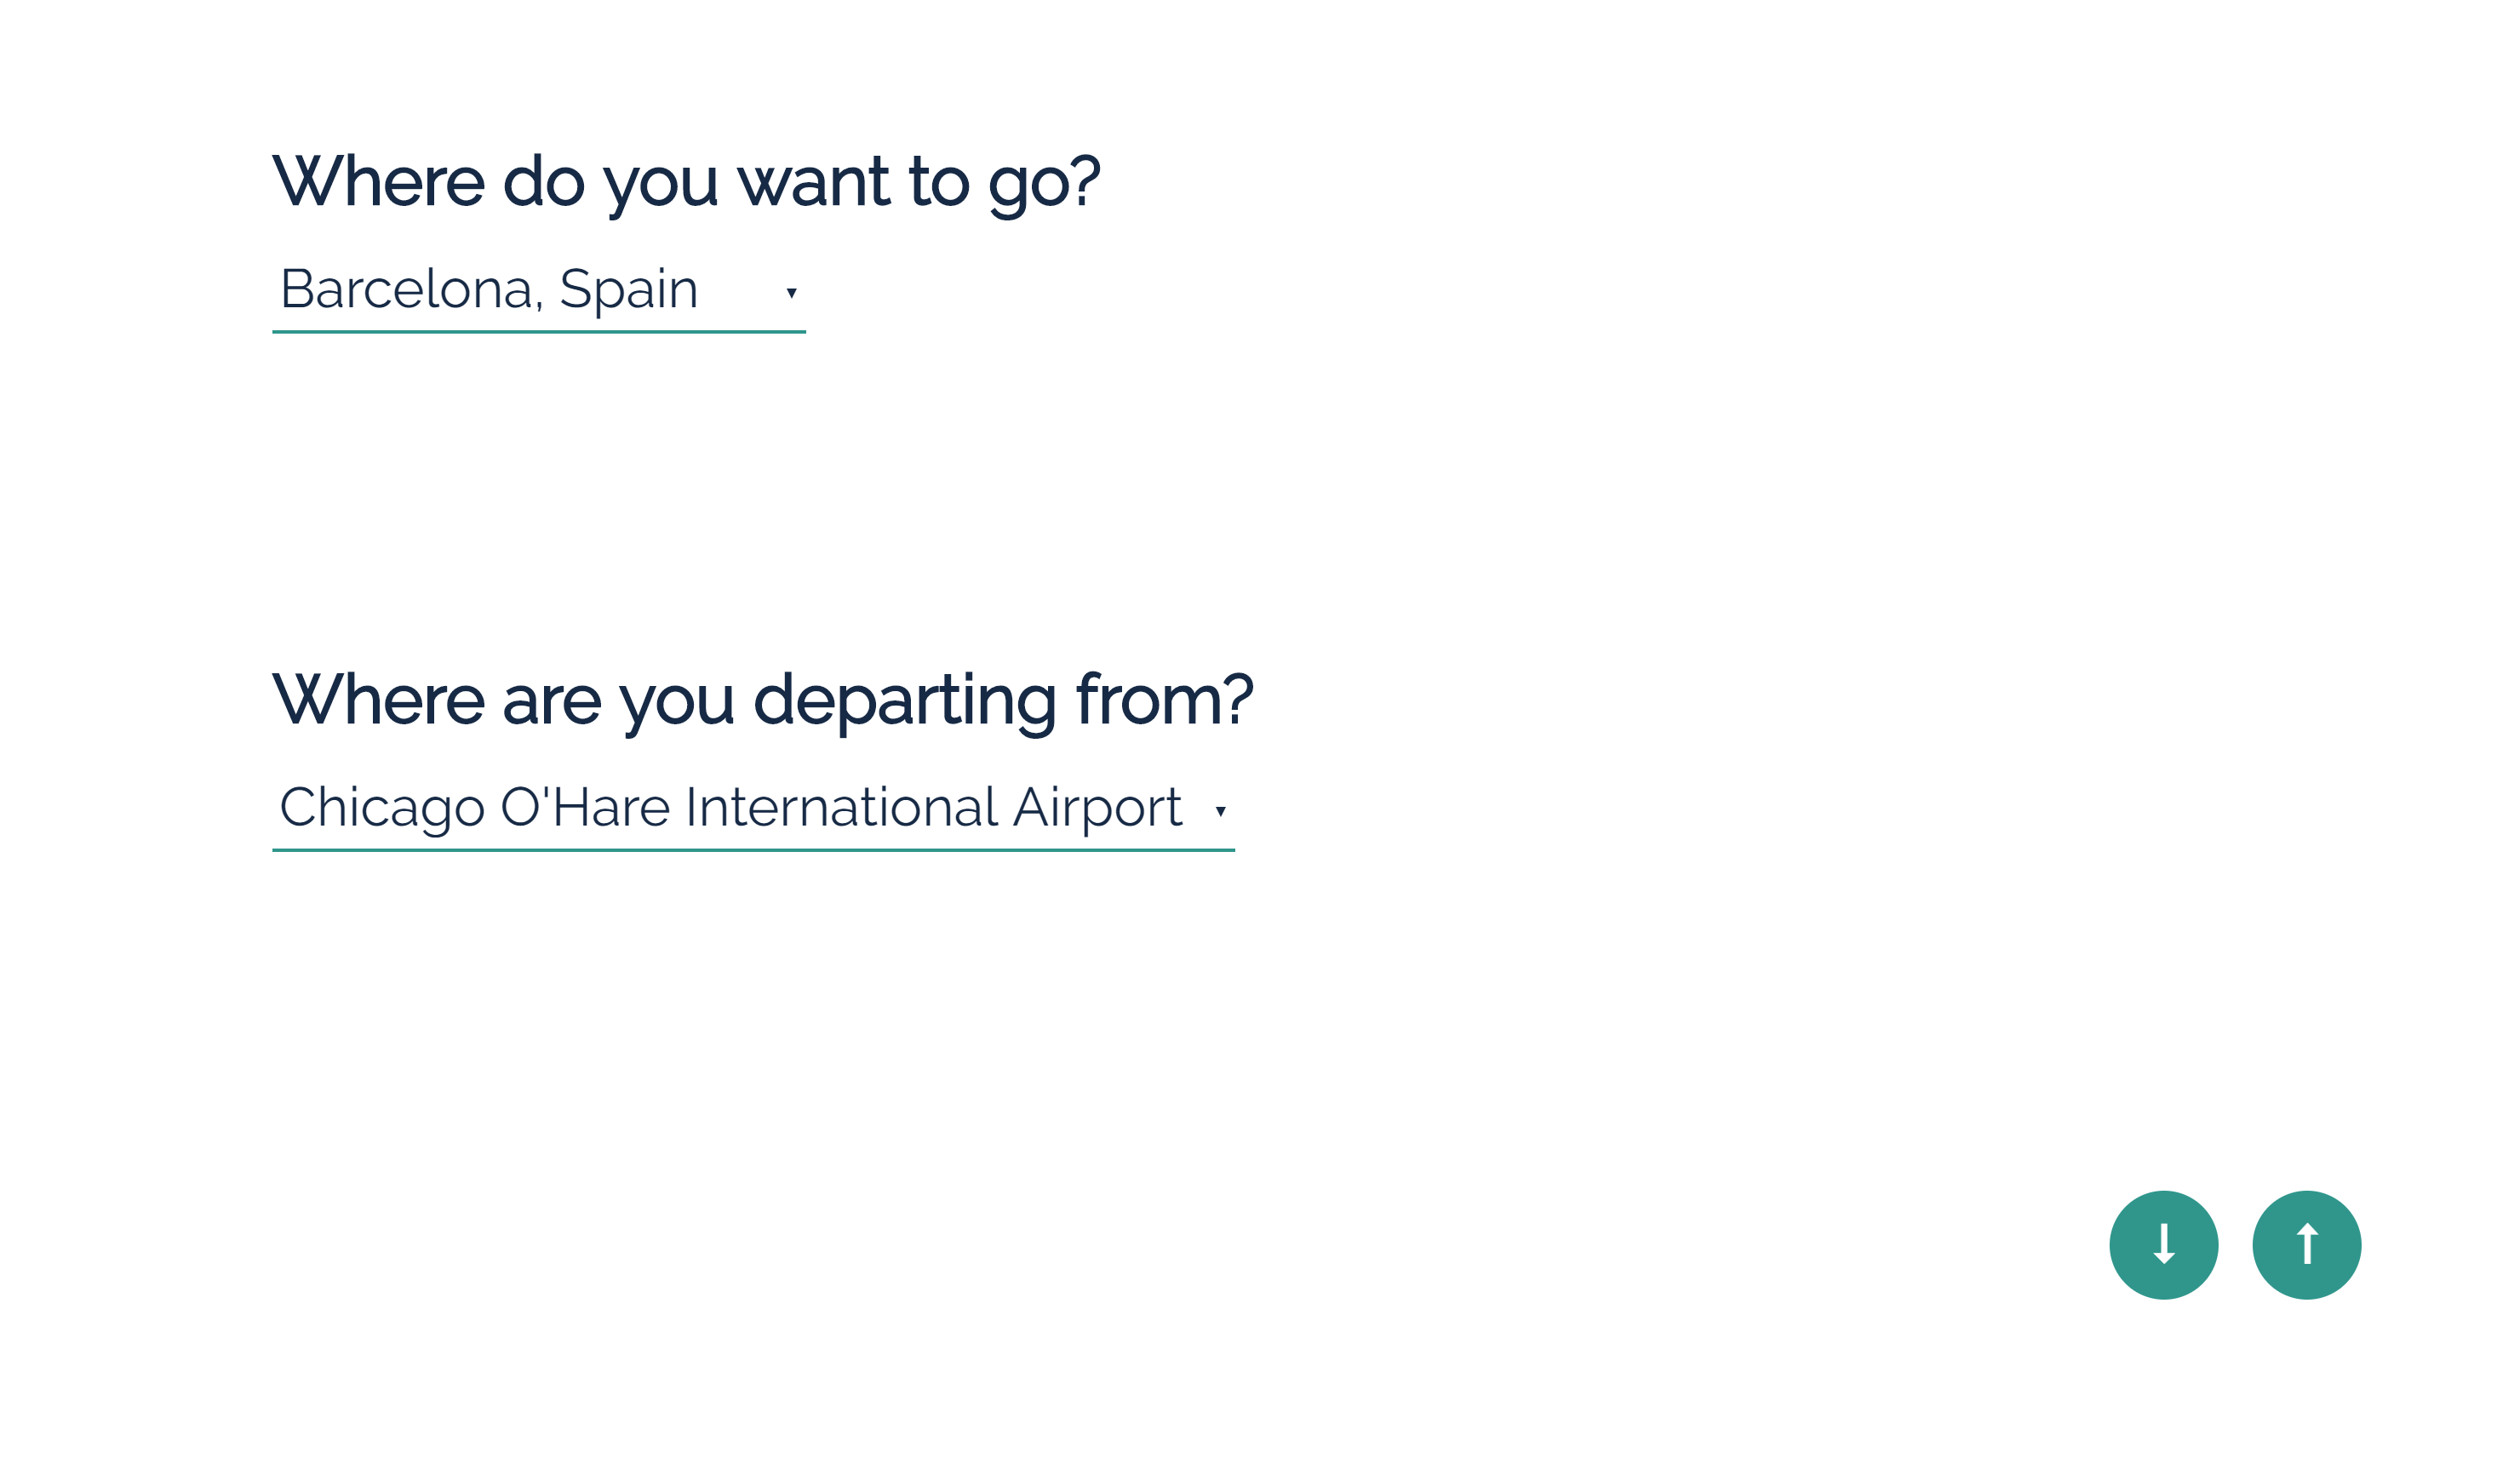 Where do you want to go?
Barcelona, Spain
Where are you departing from?
Chicago O'Hare International Airport